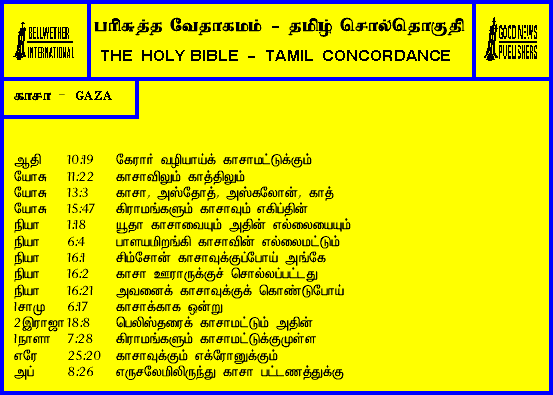 BELLWETHER
INTERNATIONAL
பரிசுத்த வேதாகமம் - தமிழ் சொல்தொகுதி
THE HOLY BIBLE - TAMIL CONCORDANCE
GOOD NEWS
PUBLISHERS
காசா - GAZA
ஆதி 10:19 கேரார் வழியாய்க் காசாமட்டுக்கும்
யோசு 11:22 காசாவிலும் காத்திலும்
யோசு 13:3 காசா, அஸ்தோத், அஸ்கலோன், காத்
யோசு 15:47 கிராமங்களும் காசாவும் எகிப்தின்
நியா 1:18 யூதா காசாவையும் அதின் எல்லையையும்
நியா 6:4 பாளயமிறங்கி காசாவின் எல்லைமட்டும்
நியா 16:1 சிம்சோன் காசாவுக்குப்போய் அங்கே
நியா 16:2 காசா ஊராருக்குச் சொல்லப்பட்டது
நியா 16:21 அவனைக் காசாவுக்குக் கொண்டுபோய்
1சாமு 6:17 காசாக்காக ஒன்று
2இராஜா 18:8 பெலிஸ்தரைக் காசாமட்டும் அதின்
1நாளா 7:28 கிராமங்களும் காசாமட்டுக்குமுள்ள
எரே 25:20 காசாவுக்கும் எக்ரோனுக்கும்
அப் 8:26 எருசலேமிலிருந்து காசா பட்டணத்துக்கு